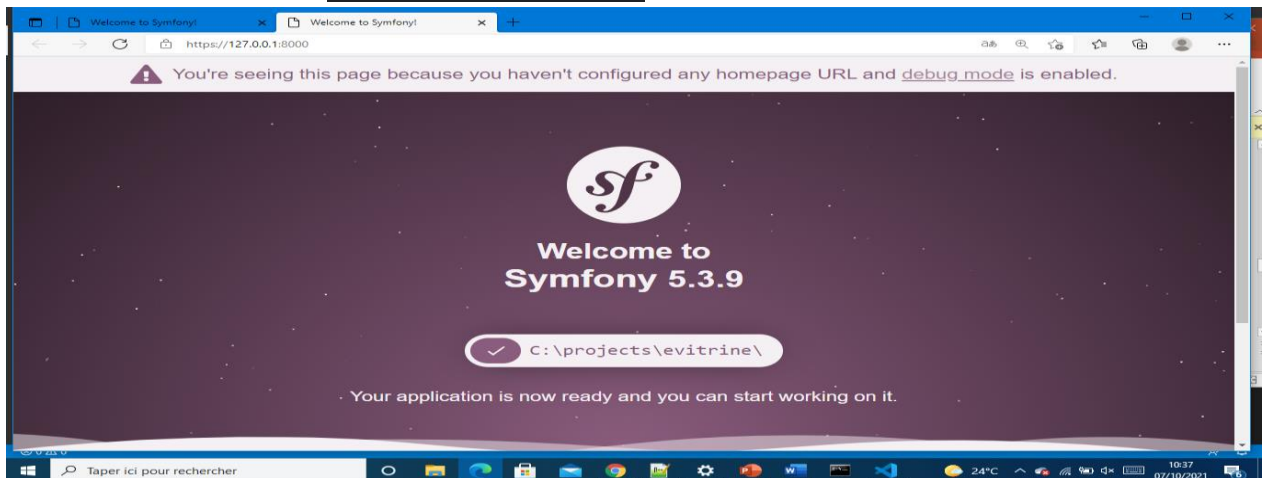 Welcome to Symfony!
Welcome to Symfony!
https://127.0.0.1:8000
You're seeing this page because you haven't configured any homepage URL and debug mode is enabled.
sf
Welcome to
Symfony 5.3.9
C:\projects\evitrine\
Your application is now ready and you can start working on it.
Taper ici pour rechercher
24°C
10:37
07/10/2021